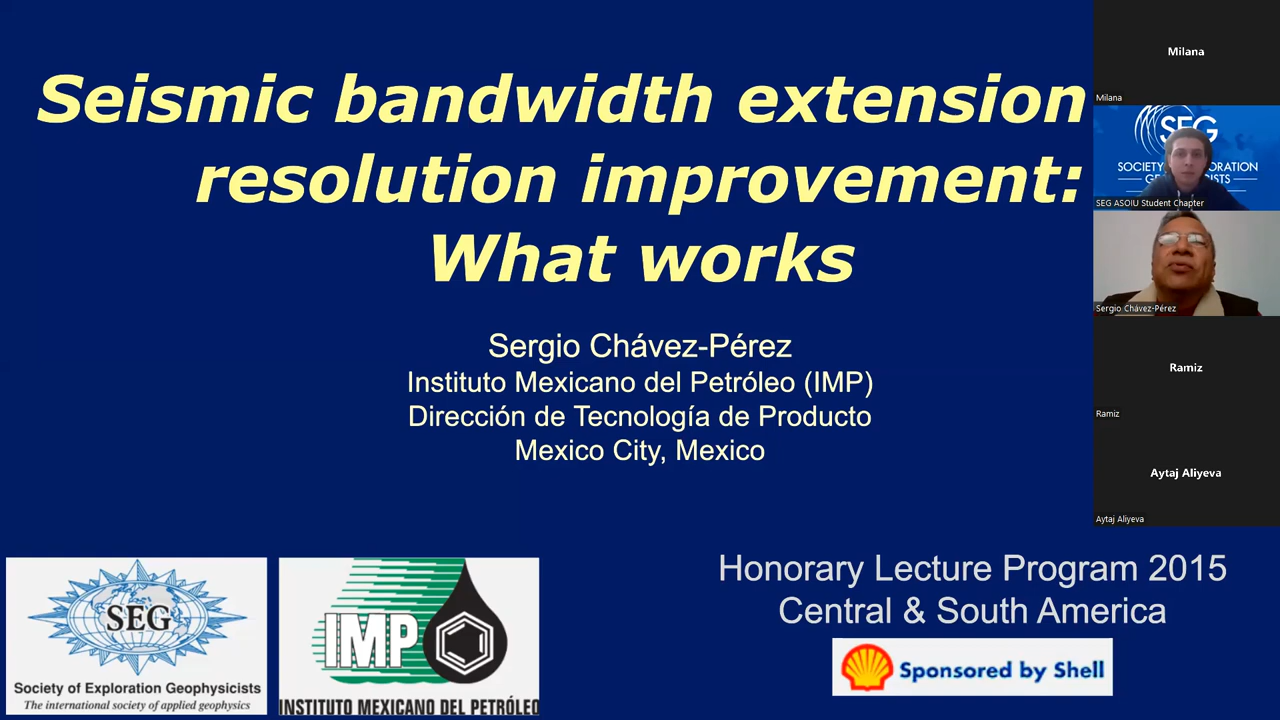 Seismic bandwidth extension
resolution improvement:
What works
Sergio Chávez-Pérez
Instituto Mexicano del Petróleo (IMP)
Dirección de Tecnología de Producto
Mexico City, Mexico
Honorary Lecture Program 2015
Central & South America
Sponsored by Shell
SEG
Society of Exploration Geophysicists
The international society of applied geophysics
IMP
INSTITUTO MEXICANO DEL PETRÓLEO
Milana
Milana
SEG
SOCIETY
GE
SEG ASOIU Student Chapter
Sergio Chávez-Pérez
Ramiz
Ramiz
Aytaj Aliyeva
Aytaj Aliyeva